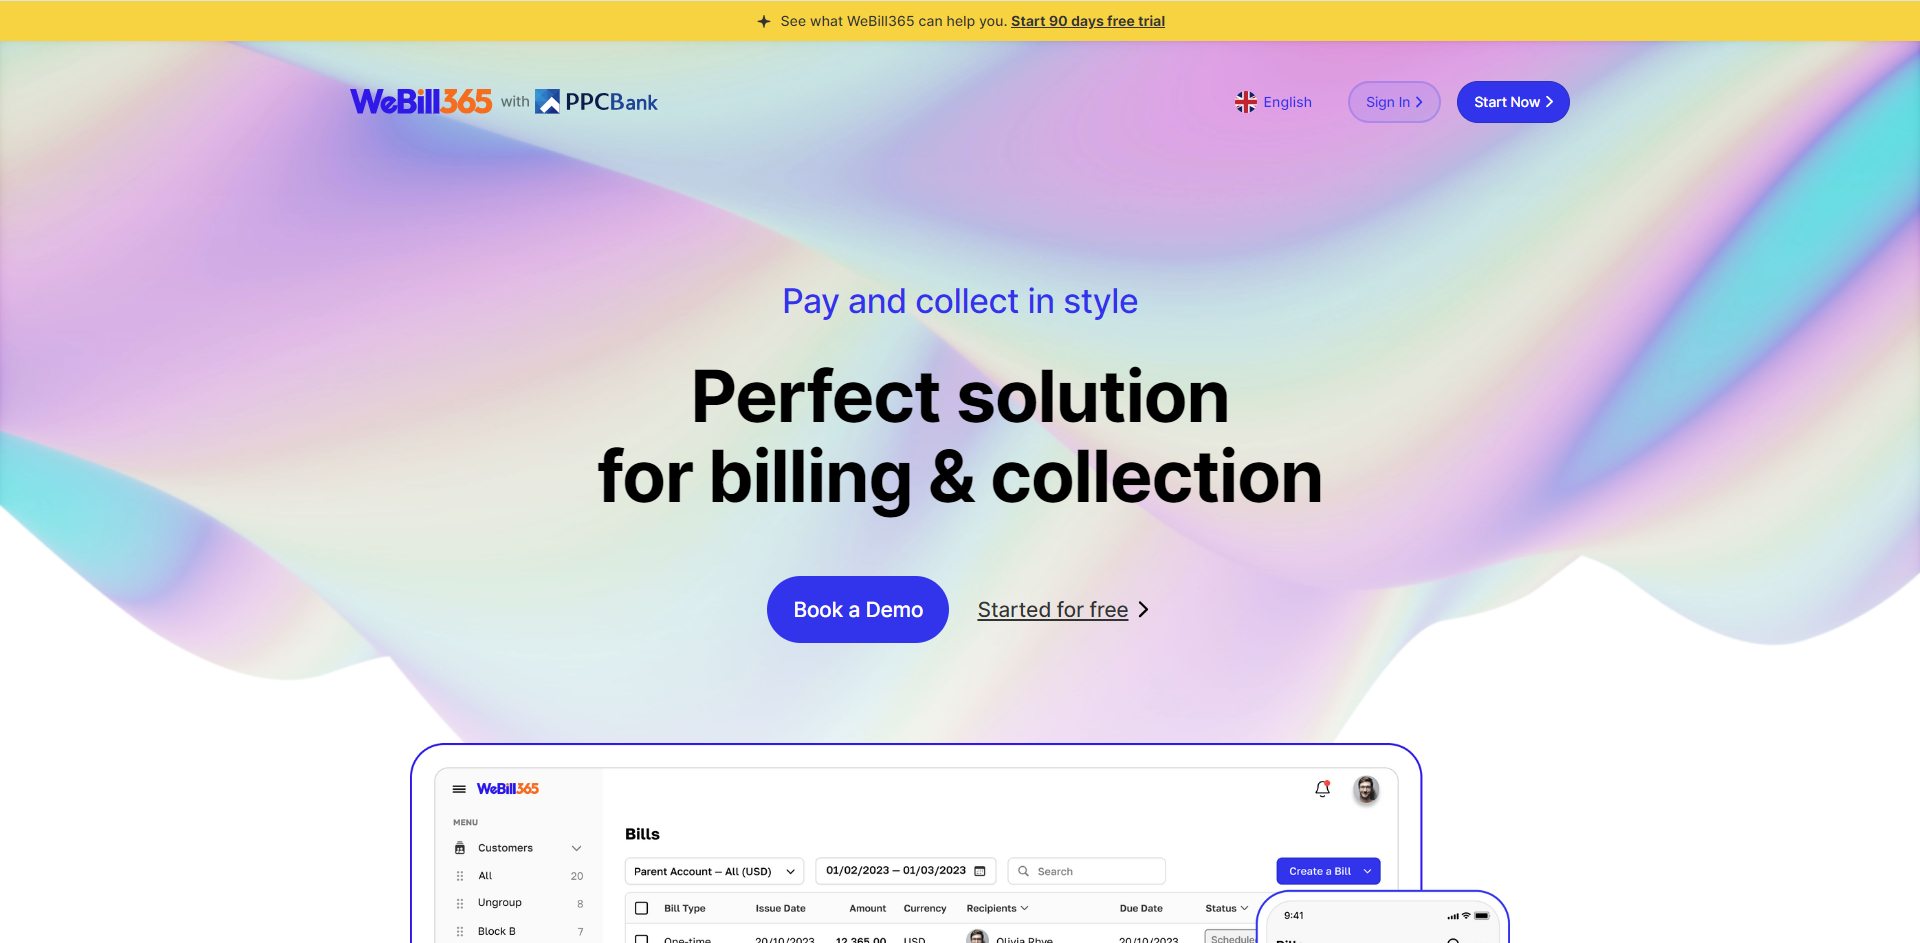 See what WeBill365 can help you. Start 90 days free trial
WeBill365 with PPCBank
English
Sign In
Start Now
Pay and collect in style
Perfect solution
for billing & collection
Book a Demo
Started for free
WeBill365
MENU
Customers
All 20
Ungroup 8
Block B 7
Bills
Parent Account – All (USD)
01/02/2023 – 01/03/2023
Search
Create a Bill
Bill Type Issue Date Amount Currency Recipients Due Date Status
One-time 20/10/2023 12,365.00 USD Olivia Rhye 20/10/2023 Schedule
9:41
Bills